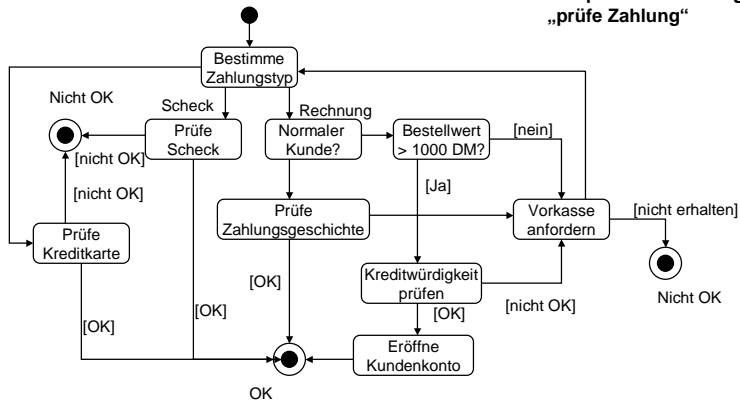 „prüfe Zahlung“
Bestimme
Zahlungstyp
Nicht OK
Scheck
Rechnung
Prüfe
Scheck
Normaler
Kunde?
Bestellwert
> 1000 DM?
[nein]
[nicht OK]
[nicht OK]
[Ja]
Prüfe
Zahlungsgeschichte
Vorkasse
anfordern
[nicht erhalten]
Prüfe
Kreditkarte
[OK]
Kreditwürdigkeit
prüfen
Nicht OK
[nicht OK]
[OK]
[OK]
[OK]
Eröffne
Kundenkonto
OK